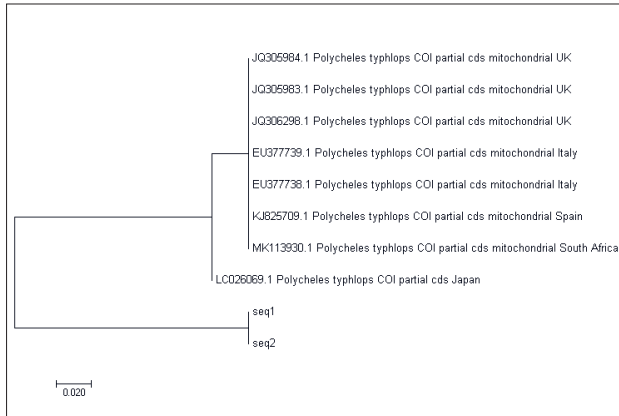 JQ305984.1 Polycheles typhlops COI partial cds mitochondrial UK
JQ305983.1 Polycheles typhlops COI partial cds mitochondrial UK
JQ306298.1 Polycheles typhlops COI partial cds mitochondrial UK
EU377739.1 Polycheles typhlops COI partial cds mitochondrial Italy
EU377738.1 Polycheles typhlops COI partial cds mitochondrial Italy
KJ825709.1 Polycheles typhlops COI partial cds mitochondrial Spain
MK113930.1 Polycheles typhlops COI partial cds mitochondrial South Africa
LC026069.1 Polycheles typhlops COI partial cds Japan
seq1
seq2
0.020